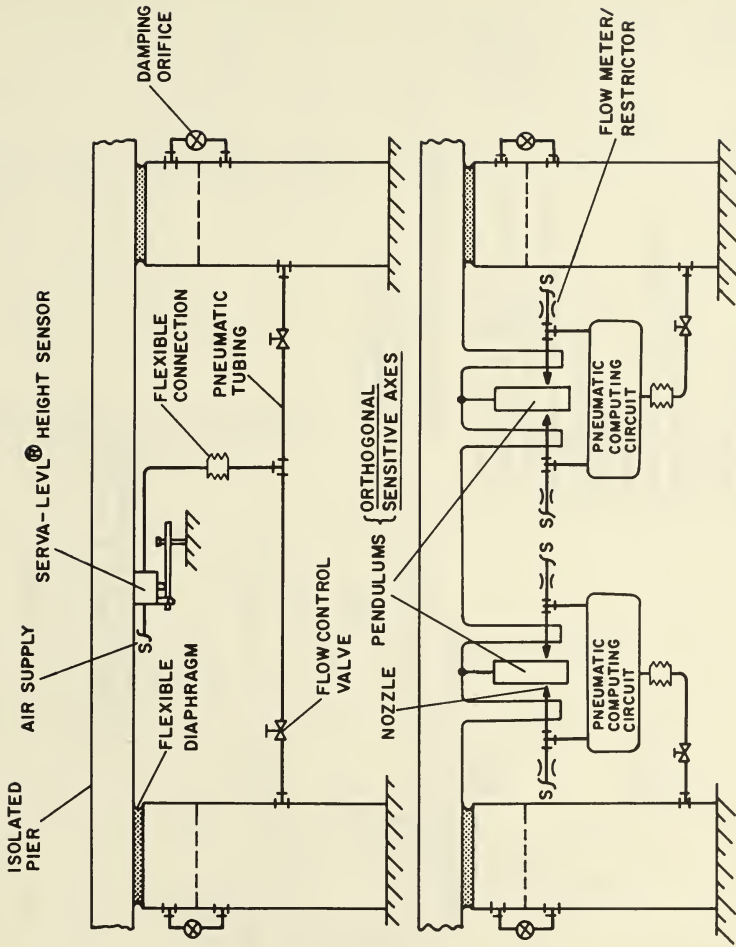 ISOLATED
PIER
AIR SUPPLY
SERVA-LEVL® HEIGHT SENSOR
DAMPING
ORIFICE
FLEXIBLE
CONNECTION
PNEUMATIC
TUBING
S
FLEXIBLE
DIAPHRAGM
FLOW CONTROL
VALVE
PENDULUMS
ORTHOGONAL
SENSITIVE AXES
NOZZLE
FLOW METER/
RESTRICTOR
S
S
S
S
PNEUMATIC
COMPUTING
CIRCUIT
PNEUMATIC
COMPUTING
CIRCUIT